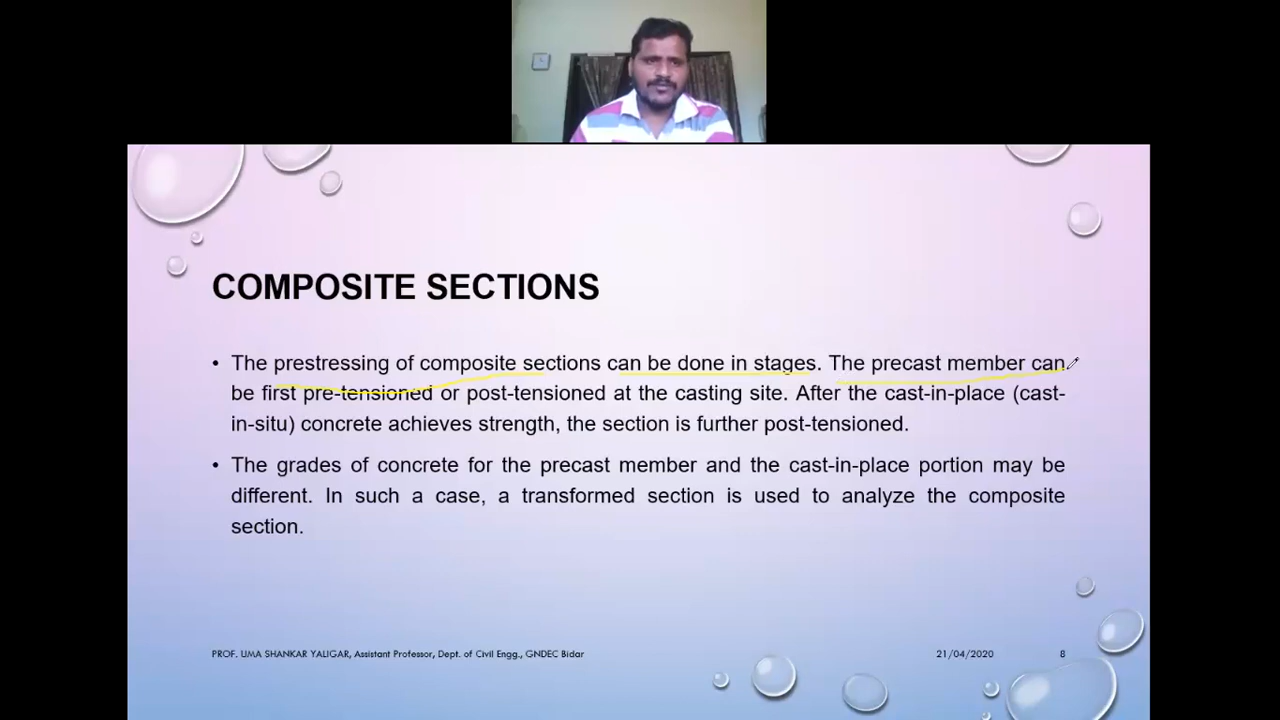 COMPOSITE SECTIONS
• The prestressing of composite sections can be done in stages. The precast member can
be first pre-tensioned or post-tensioned at the casting site. After the cast-in-place (cast-
in-situ) concrete achieves strength, the section is further post-tensioned.
• The grades of concrete for the precast member and the cast-in-place portion may be
different. In such a case, a transformed section is used to analyze the composite
section.
PROF. UMA SHANKAR YALIGAR, Assistant Professor, Dept. of Civil Engg., GNDEC Bidar 21/04/2020 8